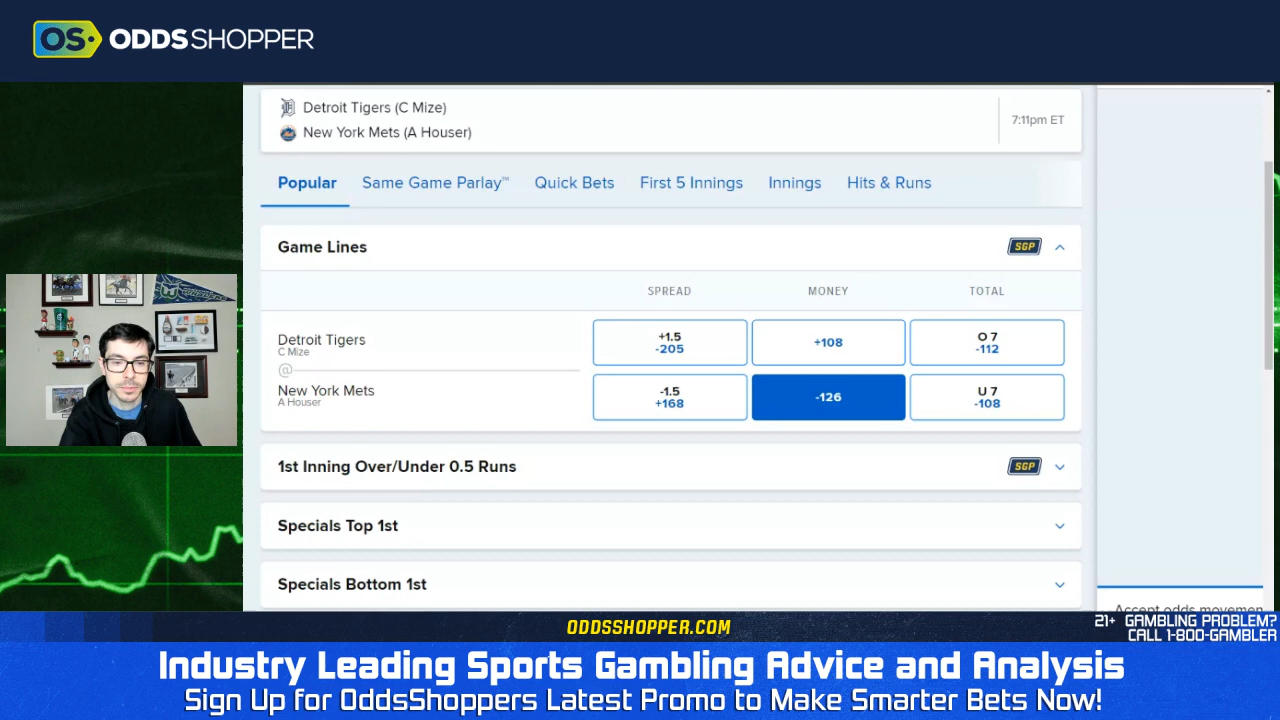 OS ODDSSHOPPER
Detroit Tigers (C Mize)
New York Mets (A Houser)
7:11pm ET
Popular Same Game Parlay™ Quick Bets First 5 Innings Innings Hits & Runs
Game Lines SGP
SPREAD MONEY TOTAL
Detroit Tigers
C Mize
+1.5
-205
+108
O 7
-112
@
New York Mets
A Houser
-1.5
+168
-126
U 7
-108
1st Inning Over/Under 0.5 Runs SGP
Specials Top 1st
Specials Bottom 1st
Accept odds movemen
ODDSSHOPPER.COM
21+ GAMBLING PROBLEM?
CALL 1-800-GAMBLER
Industry Leading Sports Gambling Advice and Analysis
Sign Up for OddsShoppers Latest Promo to Make Smarter Bets Now!